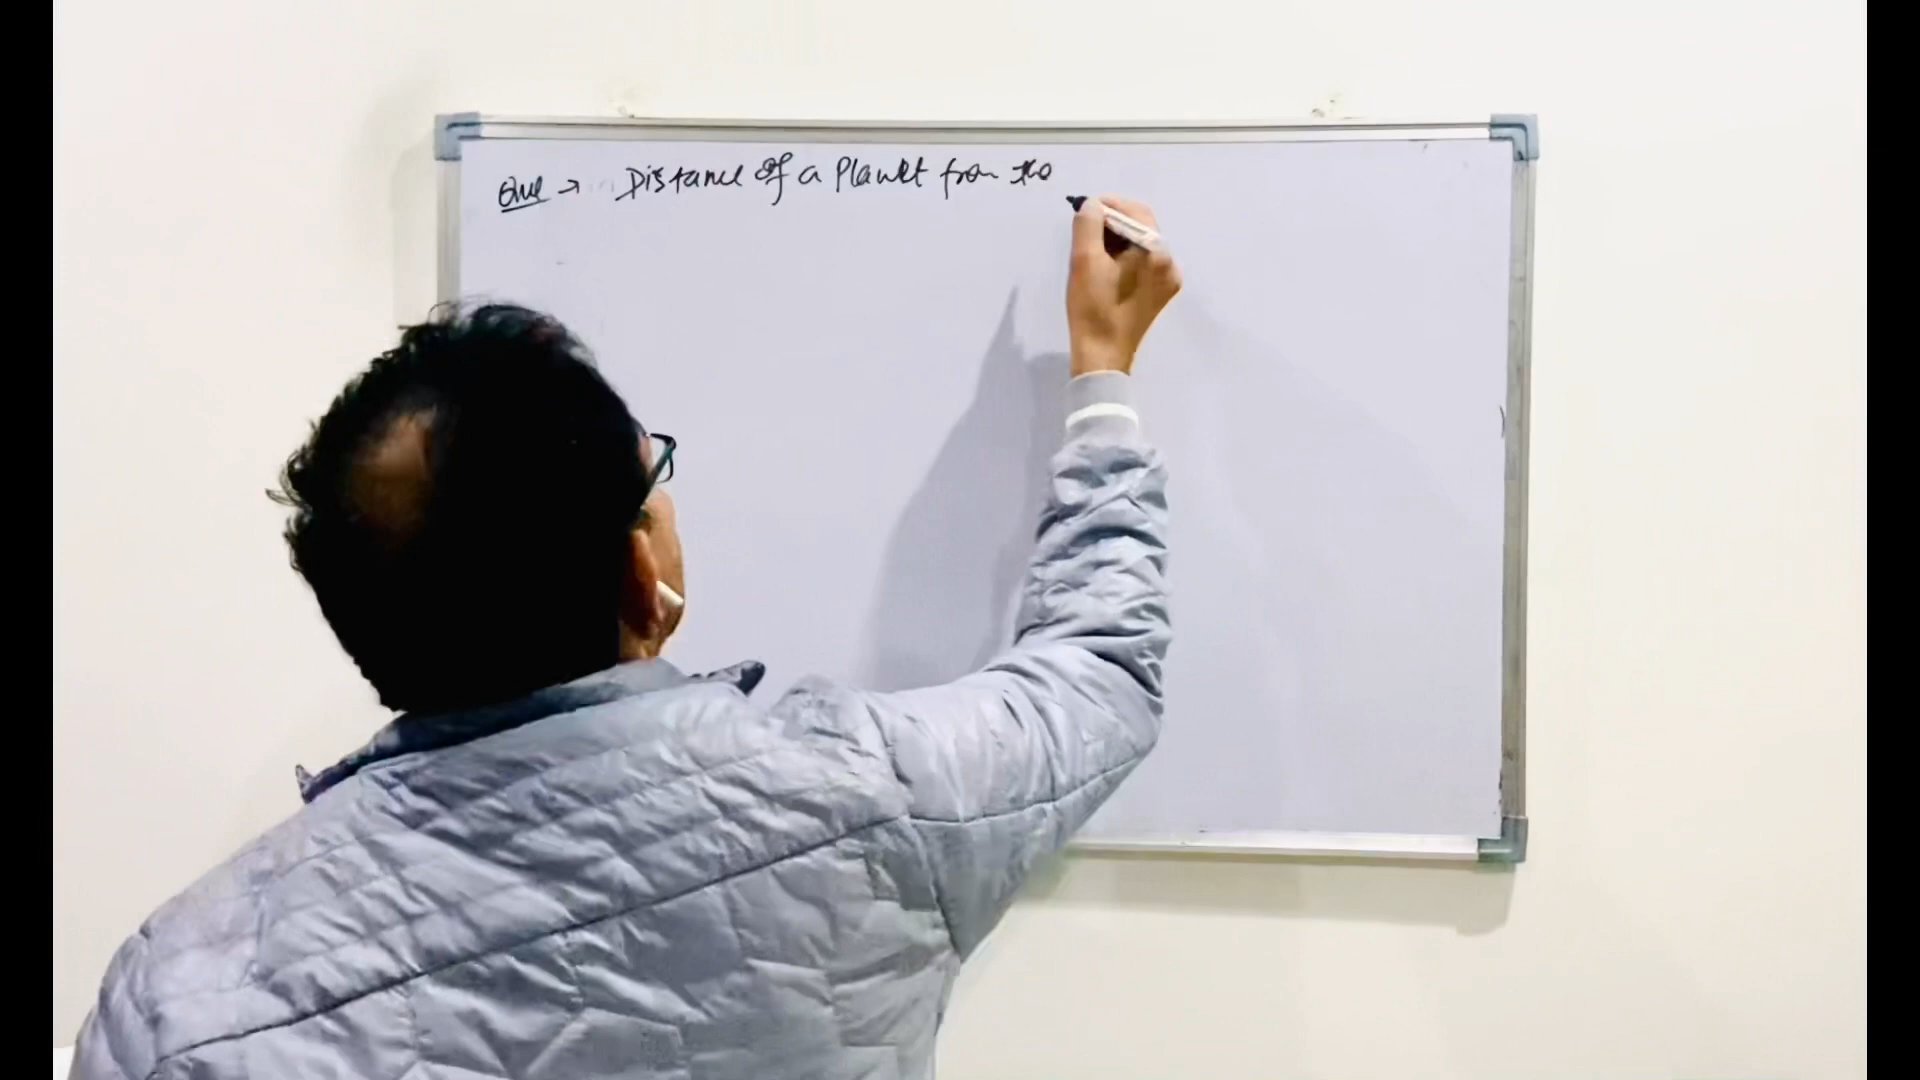 Que → Distance of a Planet from the